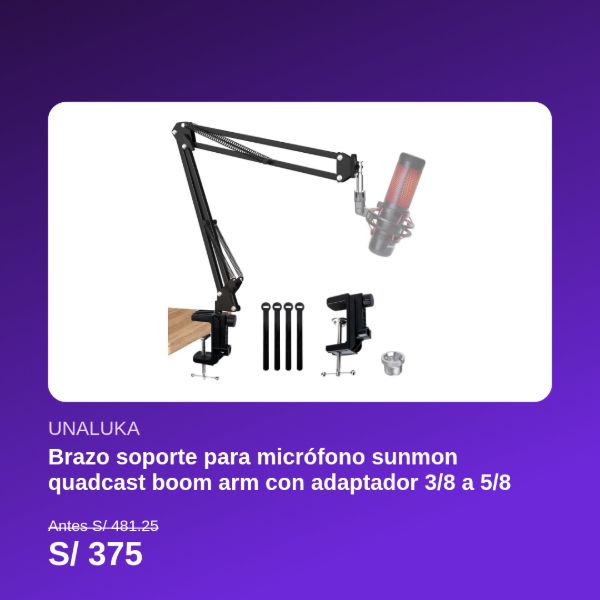 UNALUKA
Brazo soporte para micrófono sunmon
quadcast boom arm con adaptador 3/8 a 5/8
Antes S/ 481.25
S/ 375